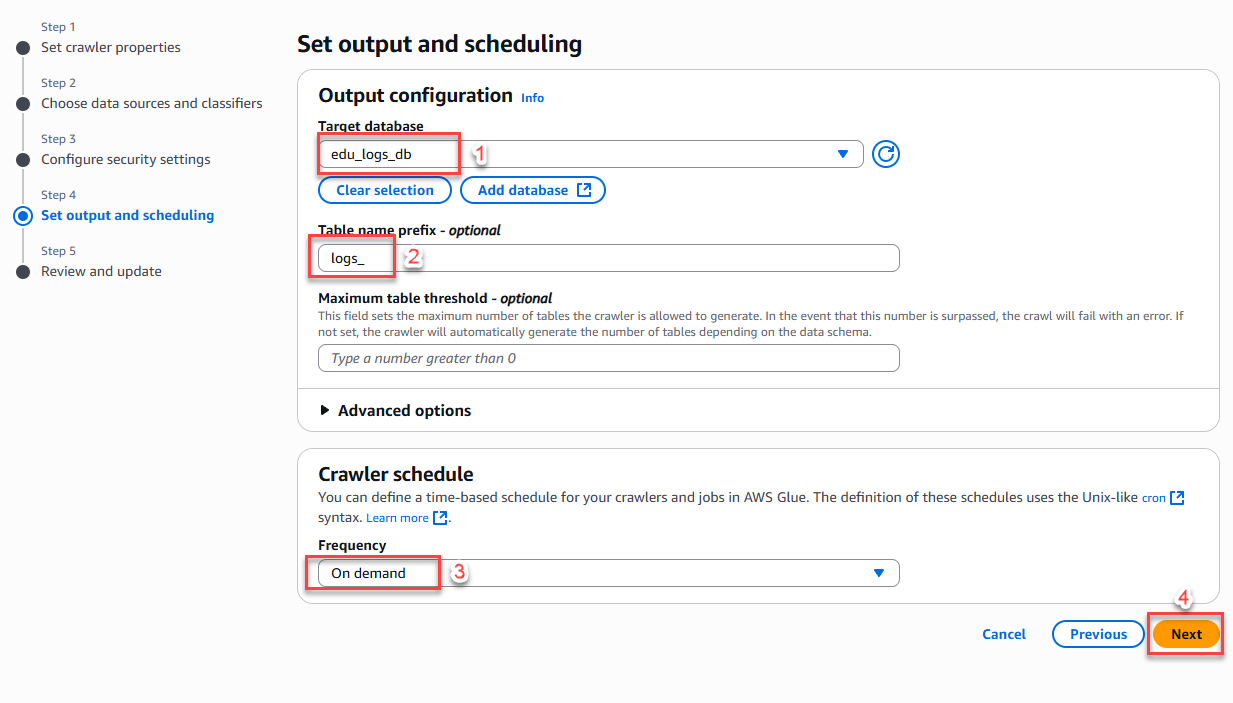 Step 1
Set crawler properties
Step 2
Choose data sources and classifiers
Step 3
Configure security settings
Step 4
Set output and scheduling
Step 5
Review and update
Set output and scheduling
Output configuration Info
Target database
edu_logs_db 1
Clear selection Add database
Table name prefix - optional
logs_ 2
Maximum table threshold - optional
This field sets the maximum number of tables the crawler is allowed to generate. In the event that this number is surpassed, the crawl will fail with an error. If
not set, the crawler will automatically generate the number of tables depending on the data schema.
Type a number greater than 0
Advanced options
Crawler schedule
You can define a time-based schedule for your crawlers and jobs in AWS Glue. The definition of these schedules uses the Unix-like cron
syntax. Learn more.
Frequency
On demand 3
4
Cancel Previous Next